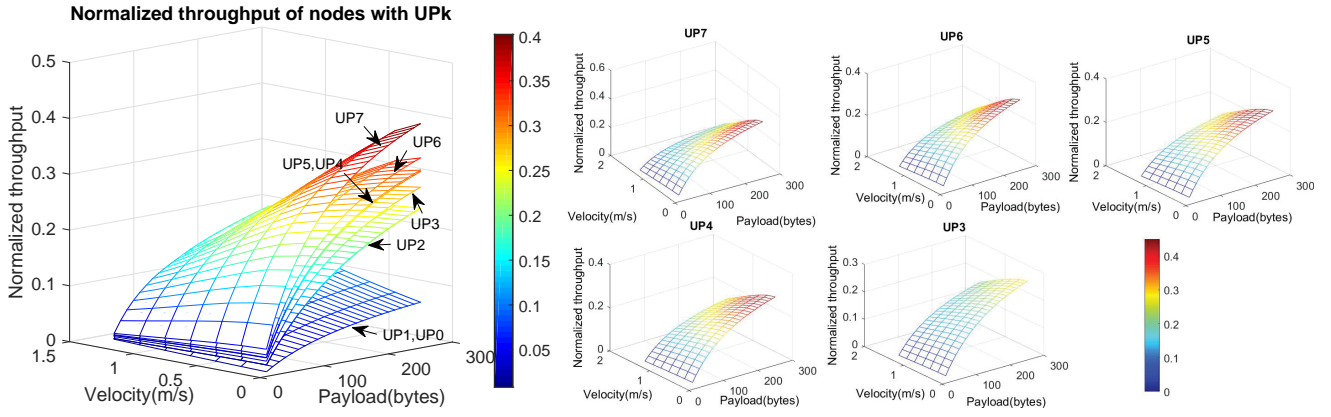 Normalized throughput of nodes with UPk
Normalized throughput
0.5
0.4
0.3
0.2
0.1
0
1.5
1
0.5
0
Velocity(m/s)
0
100
200
300
Payload(bytes)
UP7
UP6
UP5,UP4
UP3
UP2
UP1,UP0
0.4
0.35
0.3
0.25
0.2
0.15
0.1
0.05
UP7
Normalized throughput
0.6
0.4
0.2
0
2
1
0
Velocity(m/s)
0
100
200
300
Payload(bytes)
UP6
Normalized throughput
0.4
0.2
0
2
1
0
Velocity(m/s)
0
100
200
300
Payload(bytes)
UP5
Normalized throughput
0.4
0.2
0
2
1
0
Velocity(m/s)
0
100
200
300
Payload(bytes)
UP4
Normalized throughput
0.4
0.2
0
2
1
0
Velocity(m/s)
0
100
200
300
Payload(bytes)
UP3
Normalized throughput
0.3
0.2
0.1
0
2
1
0
Velocity(m/s)
0
100
200
300
Payload(bytes)
0.4
0.3
0.2
0.1
0